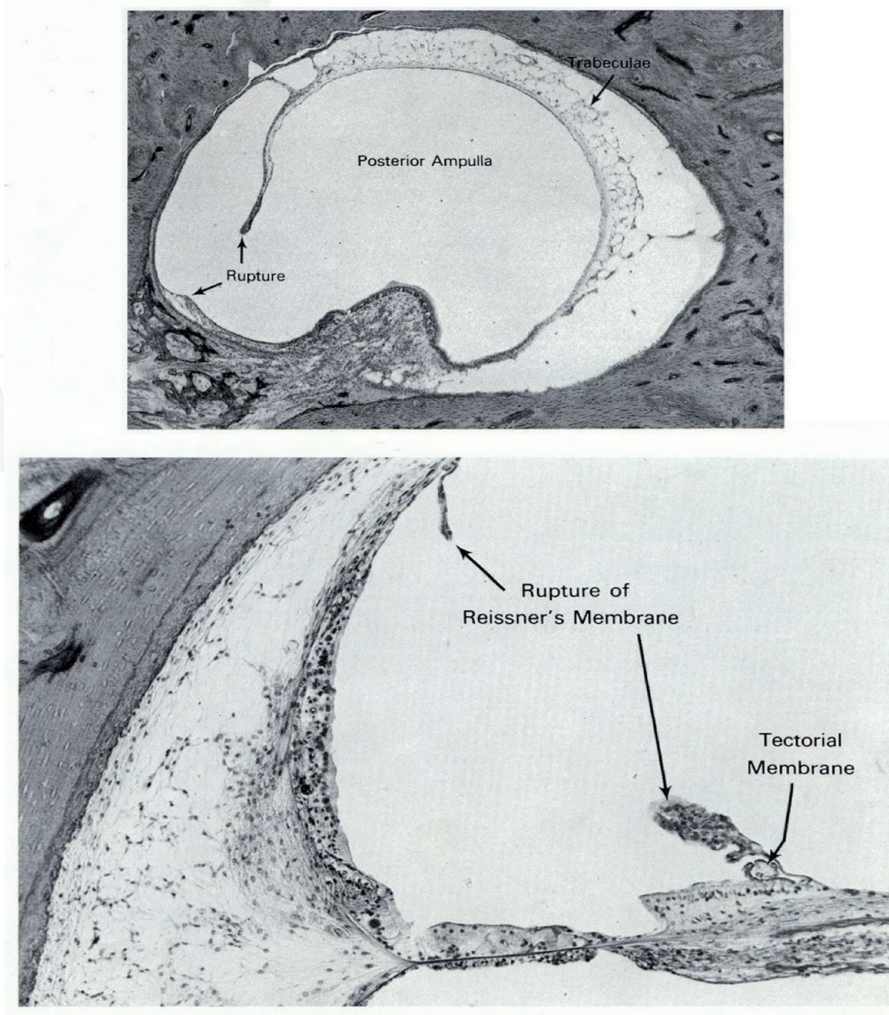 Trabeculae
Posterior Ampulla
Rupture
Rupture of
Reissner's Membrane
Tectorial
Membrane